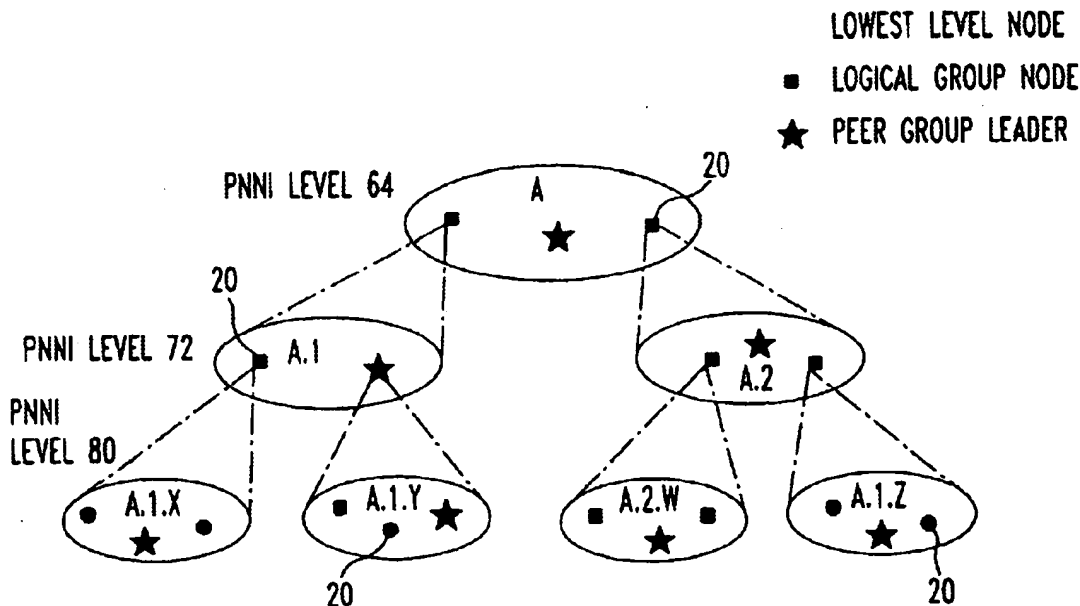 LOWEST LEVEL NODE
LOGICAL GROUP NODE
PEER GROUP LEADER
20
PNNI LEVEL 64
A
20
PNNI LEVEL 72
A.1
A.2
PNNI
LEVEL 80
A.1.X
A.1.Y
A.2.W
A.1.Z
20
20